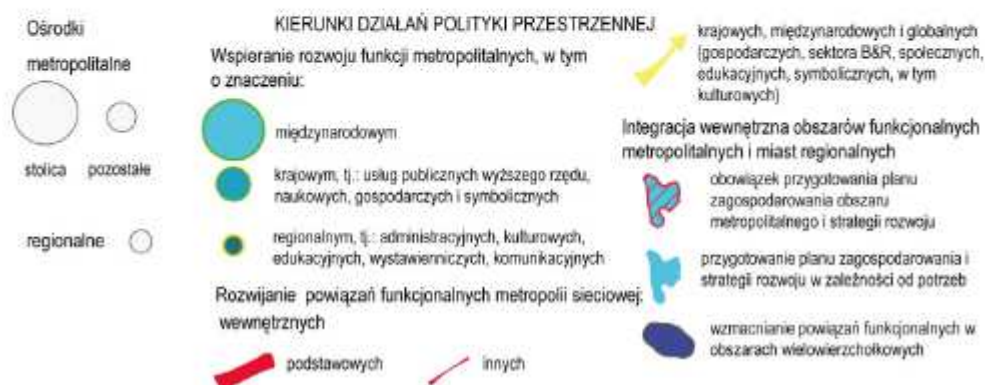 Ośrodki
metropolitalne
stolica pozostałe
regionalne
KIERUNKI DZIAŁAŃ POLITYKI PRZESTRZENNEJ
Wspieranie rozwoju funkcji metropolitalnych, w tym
o znaczeniu:
międzynarodowym
krajowym, tj.: usług publicznych wyższego rzędu,
naukowych, gospodarczych i symbolicznych
regionalnym, tj.: administracyjnych, kulturowych,
edukacyjnych, wystawienniczych, komunikacyjnych
Rozwijanie powiązań funkcjonalnych metropolii sieciowej:
wewnętrznych
podstawowych innych
krajowych, międzynarodowych i globalnych
(gospodarczych, sektora B&R, społecznych,
edukacyjnych, symbolicznych, w tym
kulturowych)
Integracja wewnętrzna obszarów funkcjonalnych
metropolitalnych i miast regionalnych
obowiązek przygotowania planu
zagospodarowania obszaru
metropolitalnego i strategii rozwoju
przygotowanie planu zagospodarowania i
strategii rozwoju w zależności od potrzeb
wzmacnianie powiązań funkcjonalnych w
obszarach wielowierzchołkowych